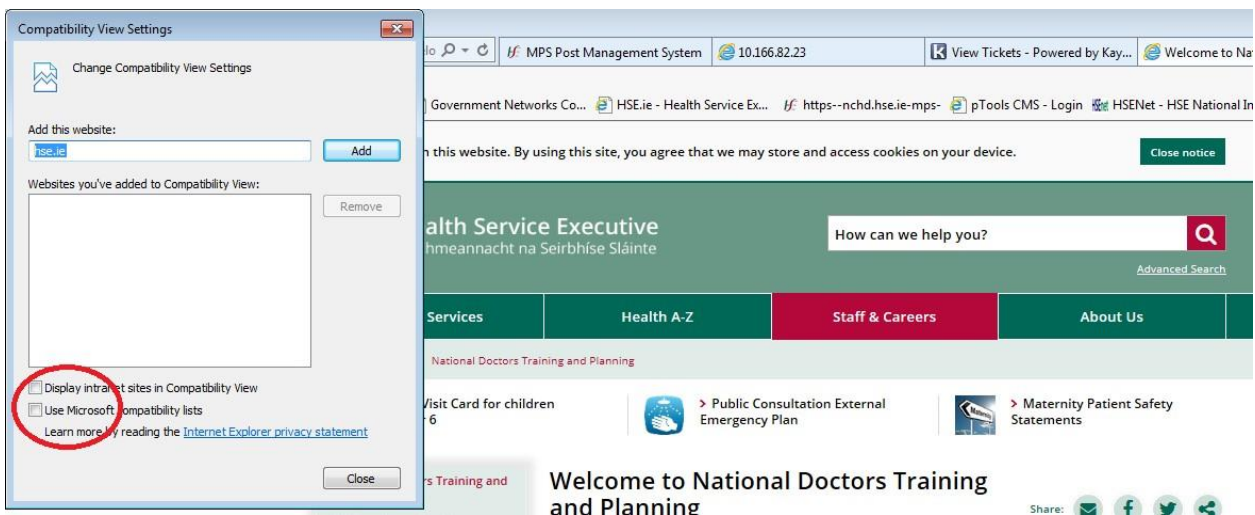 Compatibility View Settings
Change Compatibility View Settings
Add this website:
hse.ie
Add
Websites you've added to Compatibility View:
Remove
Display intranet sites in Compatibility View
Use Microsoft compatibility lists
Learn more by reading the Internet Explorer privacy statement
Close
MPS Post Management System
10.166.82.23
View Tickets - Powered by Kay...
Welcome to Na
Government Networks Co...
HSE.ie - Health Service Ex...
https--nchd.hse.ie-mps-
pTools CMS - Login
HSENet - HSE National In
this website. By using this site, you agree that we may store and access cookies on your device.
Close notice
alth Service Executive
hmeannacht na Seirbhíse Sláinte
How can we help you?
Advanced Search
Services
Health A-Z
Staff & Careers
About Us
National Doctors Training and Planning
Visit Card for children
6
> Public Consultation External
Emergency Plan
> Maternity Patient Safety
Statements
rs Training and
Welcome to National Doctors Training
and Planning
Share: